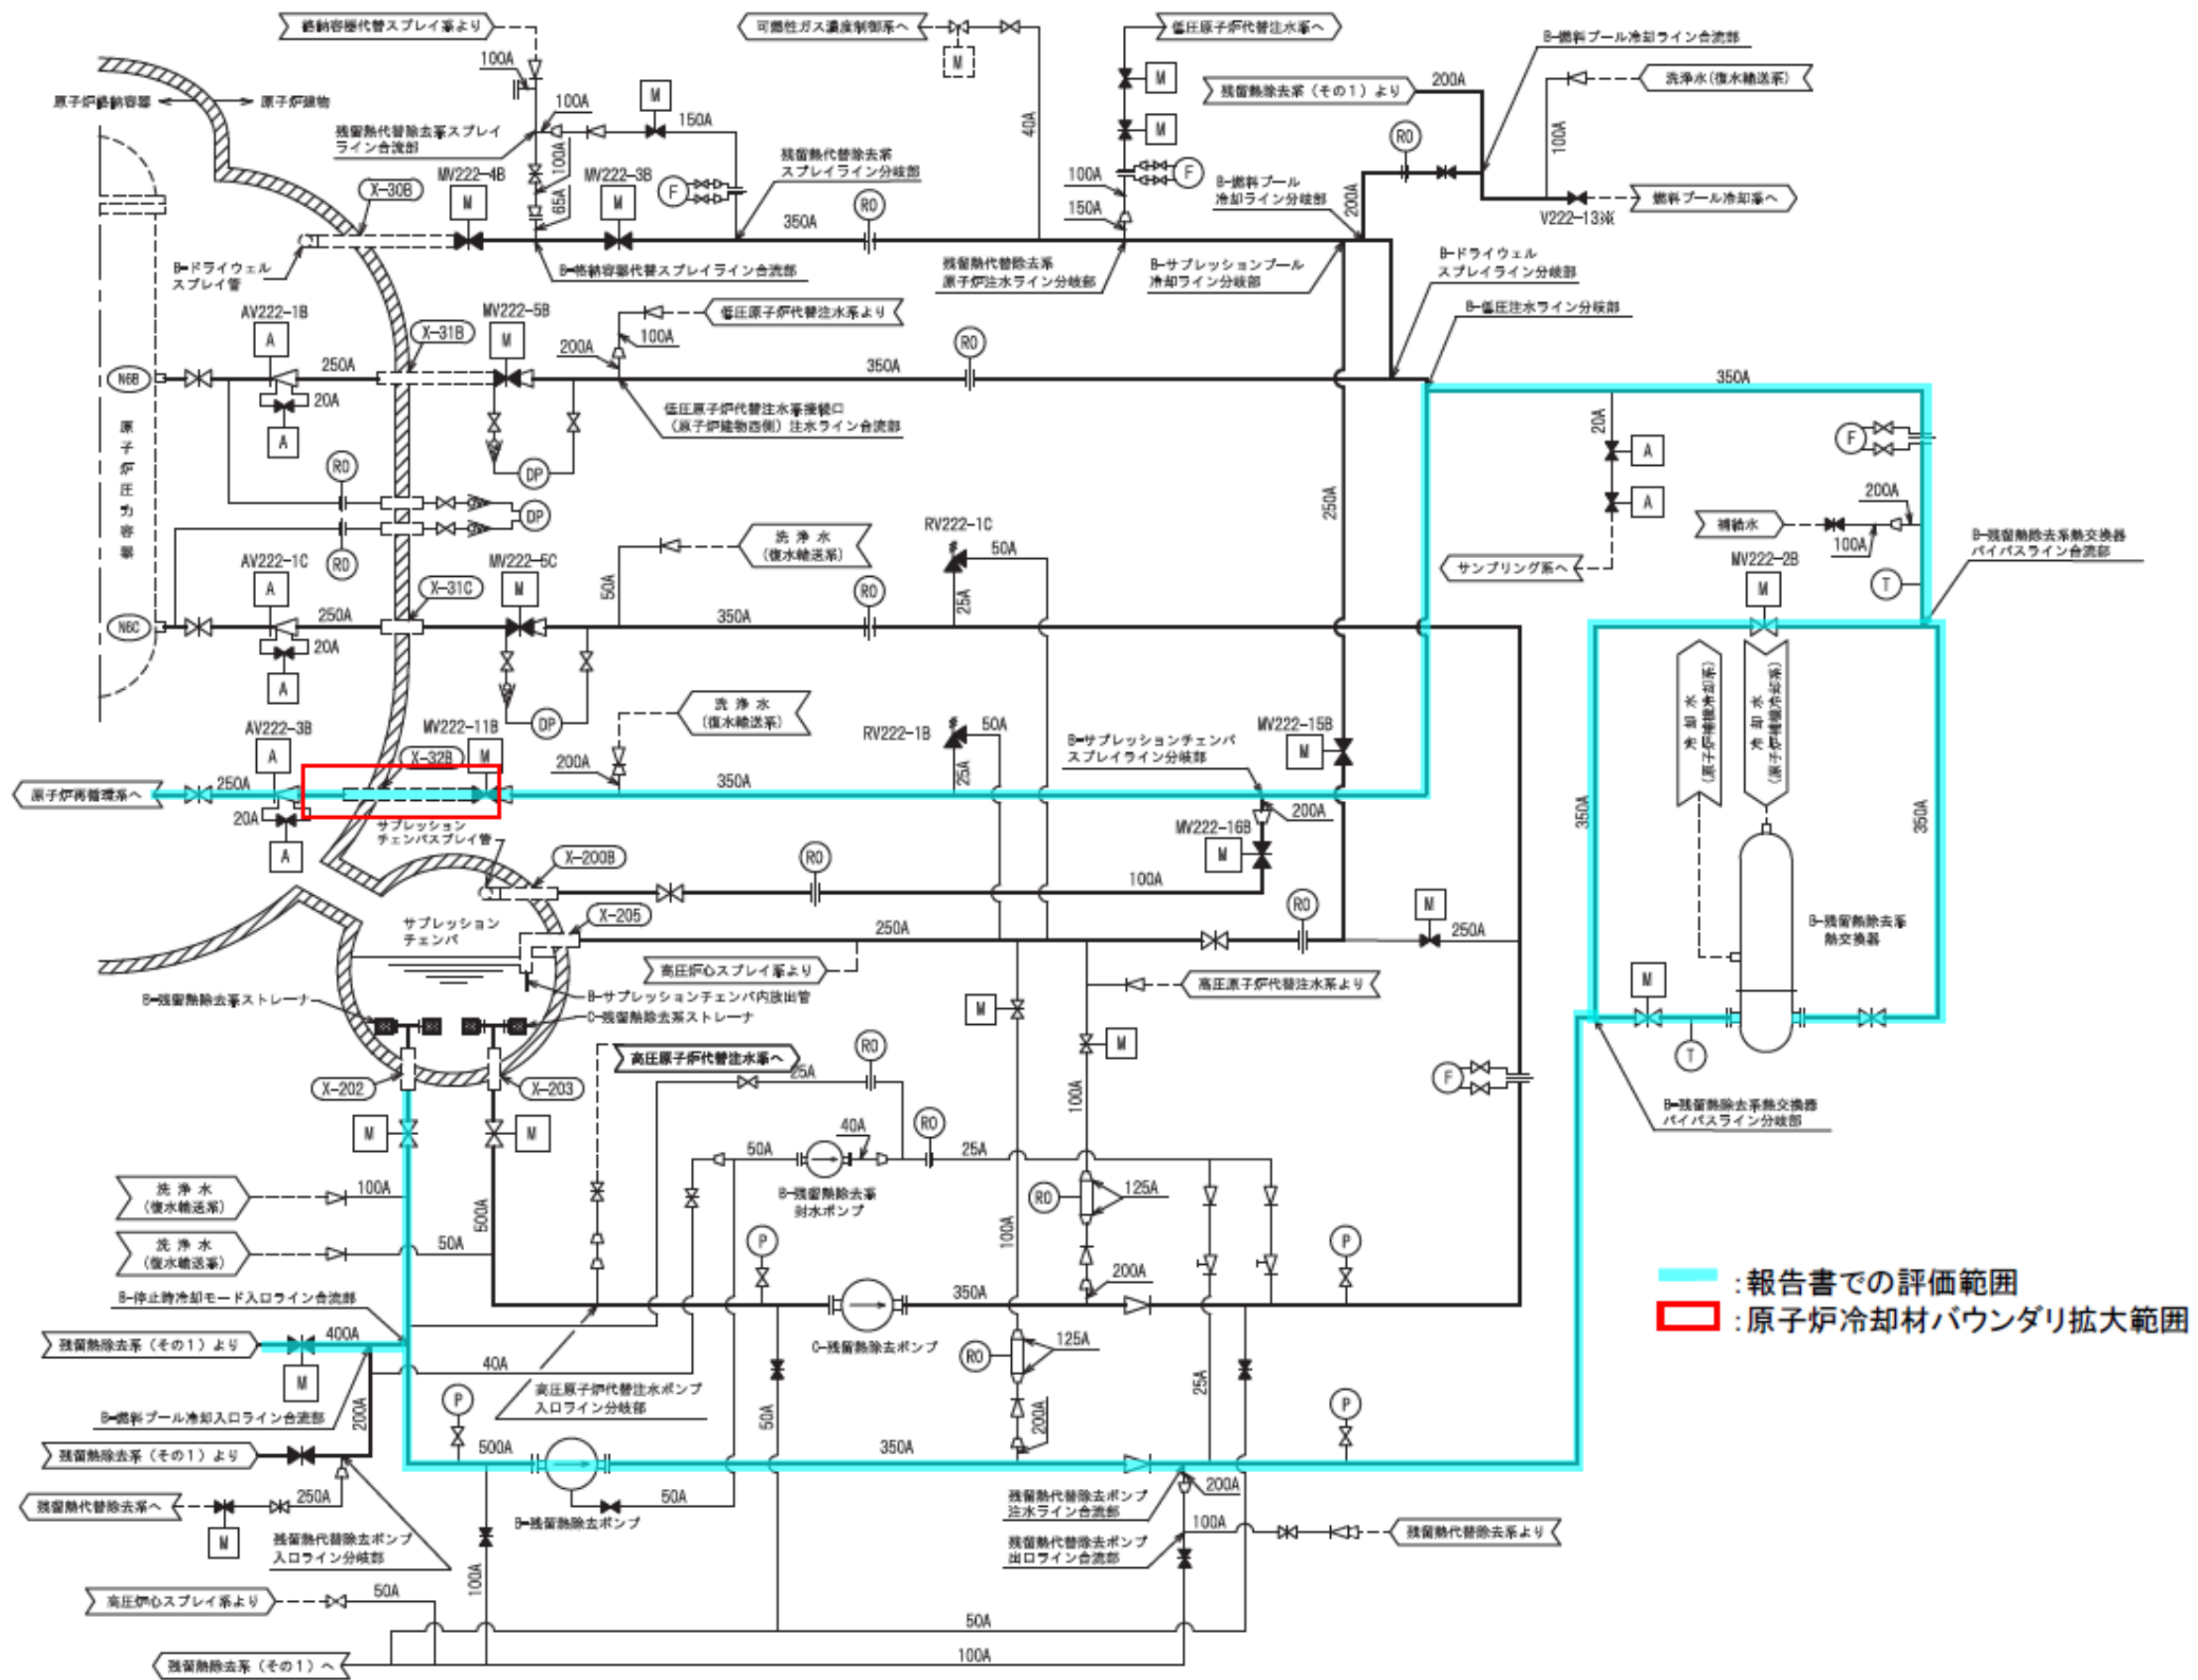 格納容器代替スプレイ系より
可燃性ガス濃度制御系へ
低圧原子炉代替注水系へ
B-燃料プール冷却ライン合流部
100A
M
M
200A
洗浄水(復水輸送系)
残留熱除去系(その1)より
原子炉格納容器
原子炉建物
100A
M
150A
40A
M
RO
100A
残留熱代替除去系スプレイ
ライン合流部
残留熱代替除去系
スプレイライン分岐部
100A
MV222-4B
MV222-3B
X-30B
M
65A
M
F
RO
350A
100A
F
150A
B-燃料プール
冷却ライン分岐部
200A
燃料プール冷却系へ
V222-13※
B-ドライウェル
スプレイ管
B-格納容器代替スプレイライン合流部
残留熱代替除去系
原子炉注水ライン分岐部
B-サプレッションプール
冷却ライン分岐部
B-ドライウェル
スプレイライン分岐部
B-低圧注水ライン分岐部
AV222-1B
A
X-31B
MV222-5B
M
低圧原子炉代替注水系より
100A
200A
RO
N6B
250A
350A
350A
20A
A
低圧原子炉代替注水系接続口
(原子炉建物西側)注水ライン合流部
20A
A
F
原子炉圧力容器
RO
DP
DP
RO
250A
A
200A
補給水
100A
サンプリング系へ
B-残留熱除去系熱交換器
バイパスライン合流部
AV222-1C
A
X-31C
MV222-5C
M
洗浄水
(復水輸送系)
50A
RV222-1C
50A
25A
RO
MV222-2B
M
T
N6C
250A
350A
20A
A
DP
冷却水
(原子炉補機冷却系)
冷却水
(原子炉補機冷却系)
洗浄水
(復水輸送系)
AV222-3B
A
MV222-11B
X-32B
M
RV222-1B
50A
25A
B-サプレッションチェンバ
スプレイライン分岐部
MV222-15B
M
原子炉再循環系へ
250A
200A
350A
20A
A
サプレッション
チェンバスプレイ管
200A
MV222-16B
M
350A
350A
X-200B
RO
100A
X-205
RO
M
サプレッション
チェンバ
250A
250A
B-残留熱除去系
熱交換器
高圧炉心スプレイ系より
高圧原子炉代替注水系より
B-残留熱除去系ストレーナ
B-サプレッションチェンバ内放出管
C-残留熱除去系ストレーナ
M
M
M
T
X-202
X-203
高圧原子炉代替注水系へ
RO
25A
F
B-残留熱除去系熱交換器
バイパスライン分岐部
M
M
100A
RO
40A
50A
25A
洗浄水
(復水輸送系)
100A
B-残留熱除去系
封水ポンプ
RO
125A
洗浄水
(復水輸送系)
50A
500A
P
100A
P
200A
B-停止時冷却モード入口ライン合流部
350A
:報告書での評価範囲
:原子炉冷却材バウンダリ拡大範囲
残留熱除去系(その1)より
400A
M
C-残留熱除去ポンプ
RO
125A
40A
高圧原子炉代替注水ポンプ
入口ライン分岐部
B-燃料プール冷却入口ライン合流部
200A
P
50A
200A
25A
P
残留熱除去系(その1)より
500A
350A
残留熱代替除去系へ
250A
M
50A
B-残留熱除去ポンプ
残留熱代替除去ポンプ
注水ライン合流部
200A
残留熱代替除去ポンプ
入口ライン分岐部
残留熱代替除去ポンプ
出口ライン合流部
100A
残留熱代替除去系より
100A
高圧炉心スプレイ系より
50A
50A
残留熱除去系(その1)へ
100A